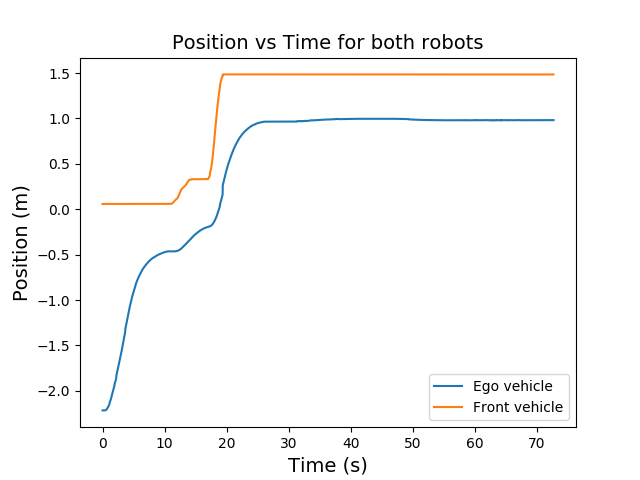 Position vs Time for both robots
1.5
1.0
0.5
0.0
−0.5
−1.0
−1.5
−2.0
Position (m)
Ego vehicle
Front vehicle
0 10 20 30 40 50 60 70
Time (s)